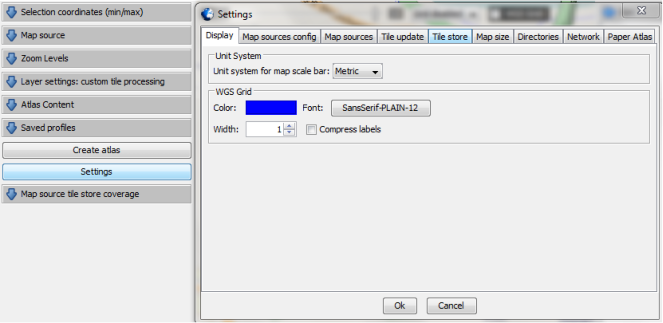 Selection coordinates (min/max)
Map source
Zoom Levels
Layer settings: custom tile processing
Atlas Content
Saved profiles
Create atlas
Settings
Map source tile store coverage
Settings
Display Map sources config Map sources Tile update Tile store Map size Directories Network Paper Atlas
Unit System
Unit system for map scale bar: Metric
WGS Grid
Color: Font: SansSerif-PLAIN-12
Width: 1 Compress labels
Ok Cancel